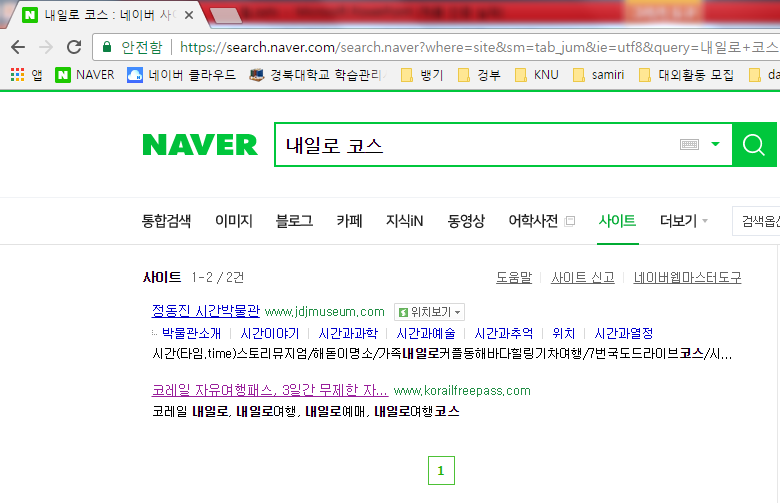 내일로 코스 : 네이버 사이
안전함 https://search.naver.com/search.naver?where=site&sm=tab_jum&ie=utf8&query=내일로+코스
앱 NAVER 네이버 클라우드 경북대학교 학습관리 뱅기 경부 KNU samiri 대외활동 모집 da
NAVER 내일로 코스
통합검색 이미지 블로그 카페 지식iN 동영상 어학사전 사이트 더보기 검색옵션
사이트 1-2 / 2건 도움말 사이트 신고 네이버웹마스터도구
정동진 시간박물관 www.jdjmuseum.com 위치보기
박물관소개 시간이야기 시간과과학 시간과예술 시간과추억 위치 시간과열정
시간(타임,time)스토리뮤지엄/해돋이명소/가족내일로커플동해바다힐링기차여행/7번국도드라이브코스/시...
코레일 자유여행패스, 3일간 무제한 자... www.korailfreepass.com
코레일 내일로, 내일로여행, 내일로예매, 내일로여행코스
1